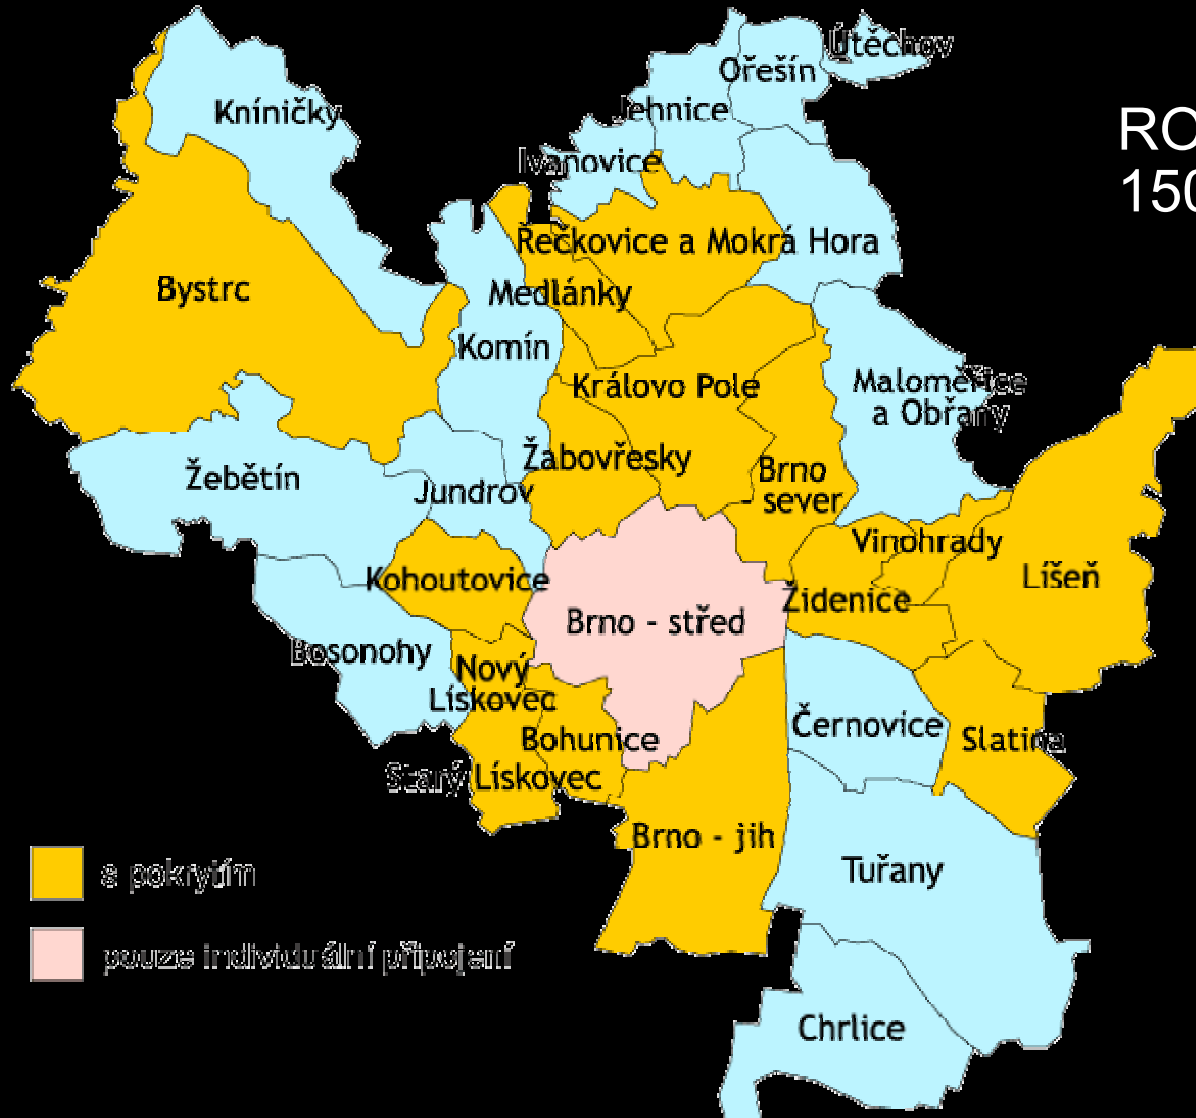 Útěchov
Ořešín
Kníničky
Jehnice
RO
150
Ivanovice
Řečkovice a Mokrá Hora
Bystrc
Medlánky
Komín
Maloměřice
a Obřany
Královo Pole
Žabovřesky
Brno
- sever
Žebětín
Jundrov
Vinohrady
Líšeň
Kohoutovice
Židenice
Brno - střed
Bosonohy
Nový
Lískovec
Černovice
Slatina
Bohunice
Starý Lískovec
Brno - jih
Tuřany
s pokrytím
pouze individuální připojení
Chrlice